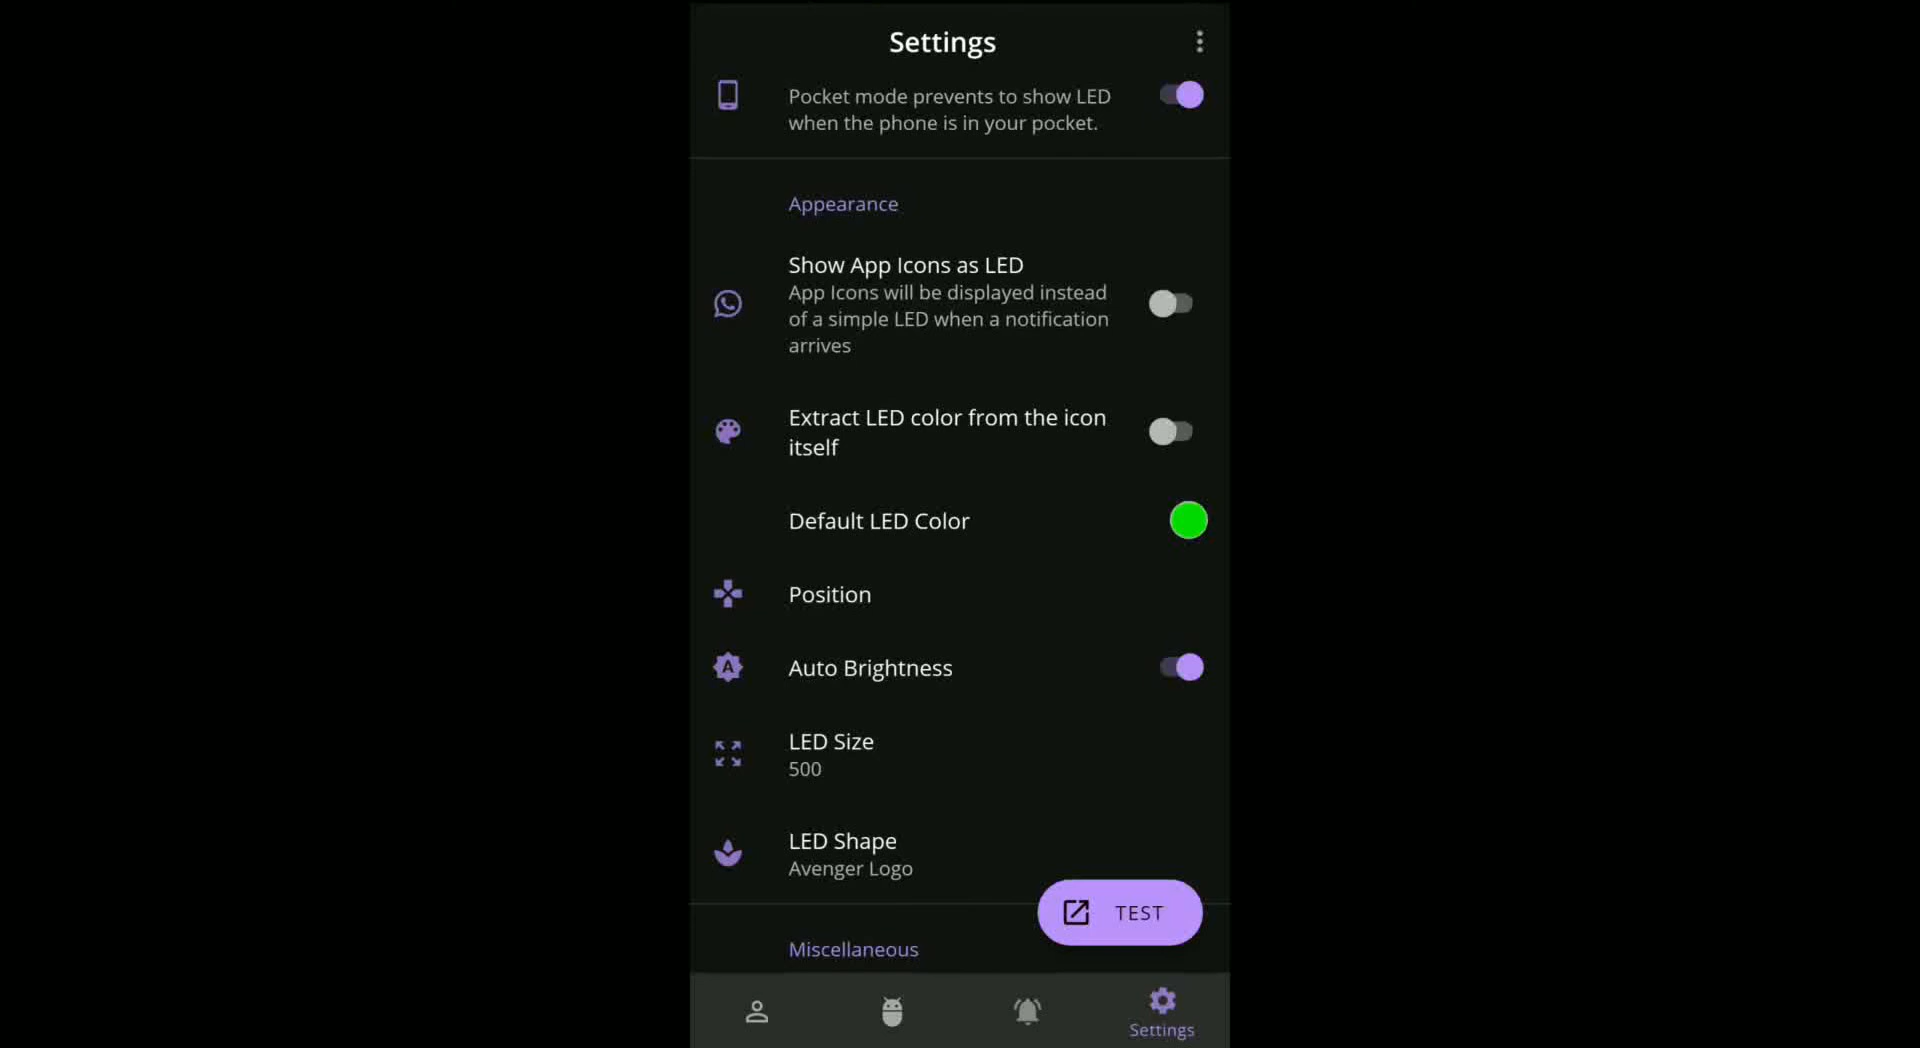 Settings
Pocket mode prevents to show LED
when the phone is in your pocket.
Appearance
Show App Icons as LED
App Icons will be displayed instead
of a simple LED when a notification
arrives
Extract LED color from the icon
itself
Default LED Color
Position
A
Auto Brightness
LED Size
500
LED Shape
Avenger Logo
TEST
Miscellaneous
Settings